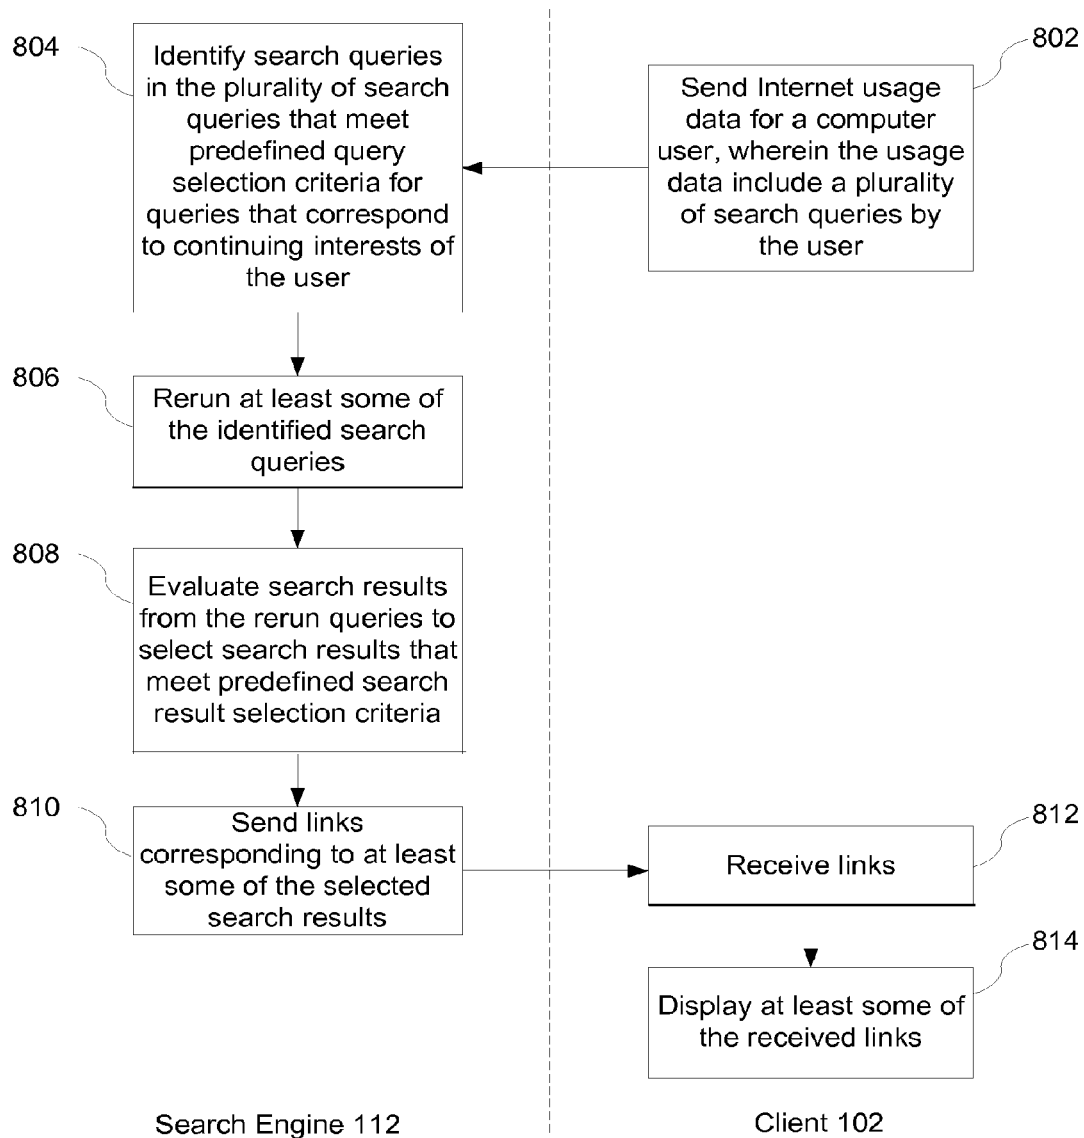 804
Identify search queries
in the plurality of search
queries that meet
predefined query
selection criteria for
queries that correspond
to continuing interests of
the user
802
Send Internet usage
data for a computer
user, wherein the usage
data include a plurality
of search queries by
the user
806
Rerun at least some of
the identified search
queries
808
Evaluate search results
from the rerun queries to
select search results that
meet predefined search
result selection criteria
810
Send links
corresponding to at least
some of the selected
search results
812
Receive links
814
Display at least some of
the received links
Search Engine 112
Client 102